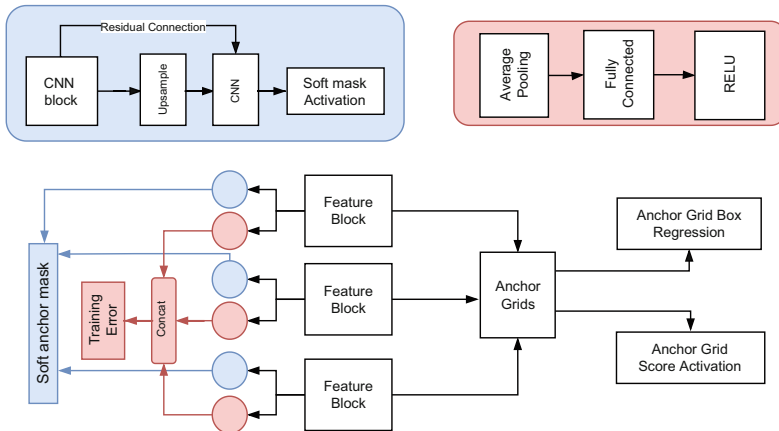 Residual Connection
CNN
block
Upsample
CNN
Soft mask
Activation
Average
Pooling
Fully
Connected
RELU
Soft anchor mask
Training
Error
Concat
Feature
Block
Feature
Block
Feature
Block
Anchor
Grids
Anchor Grid Box
Regression
Anchor Grid
Score Activation